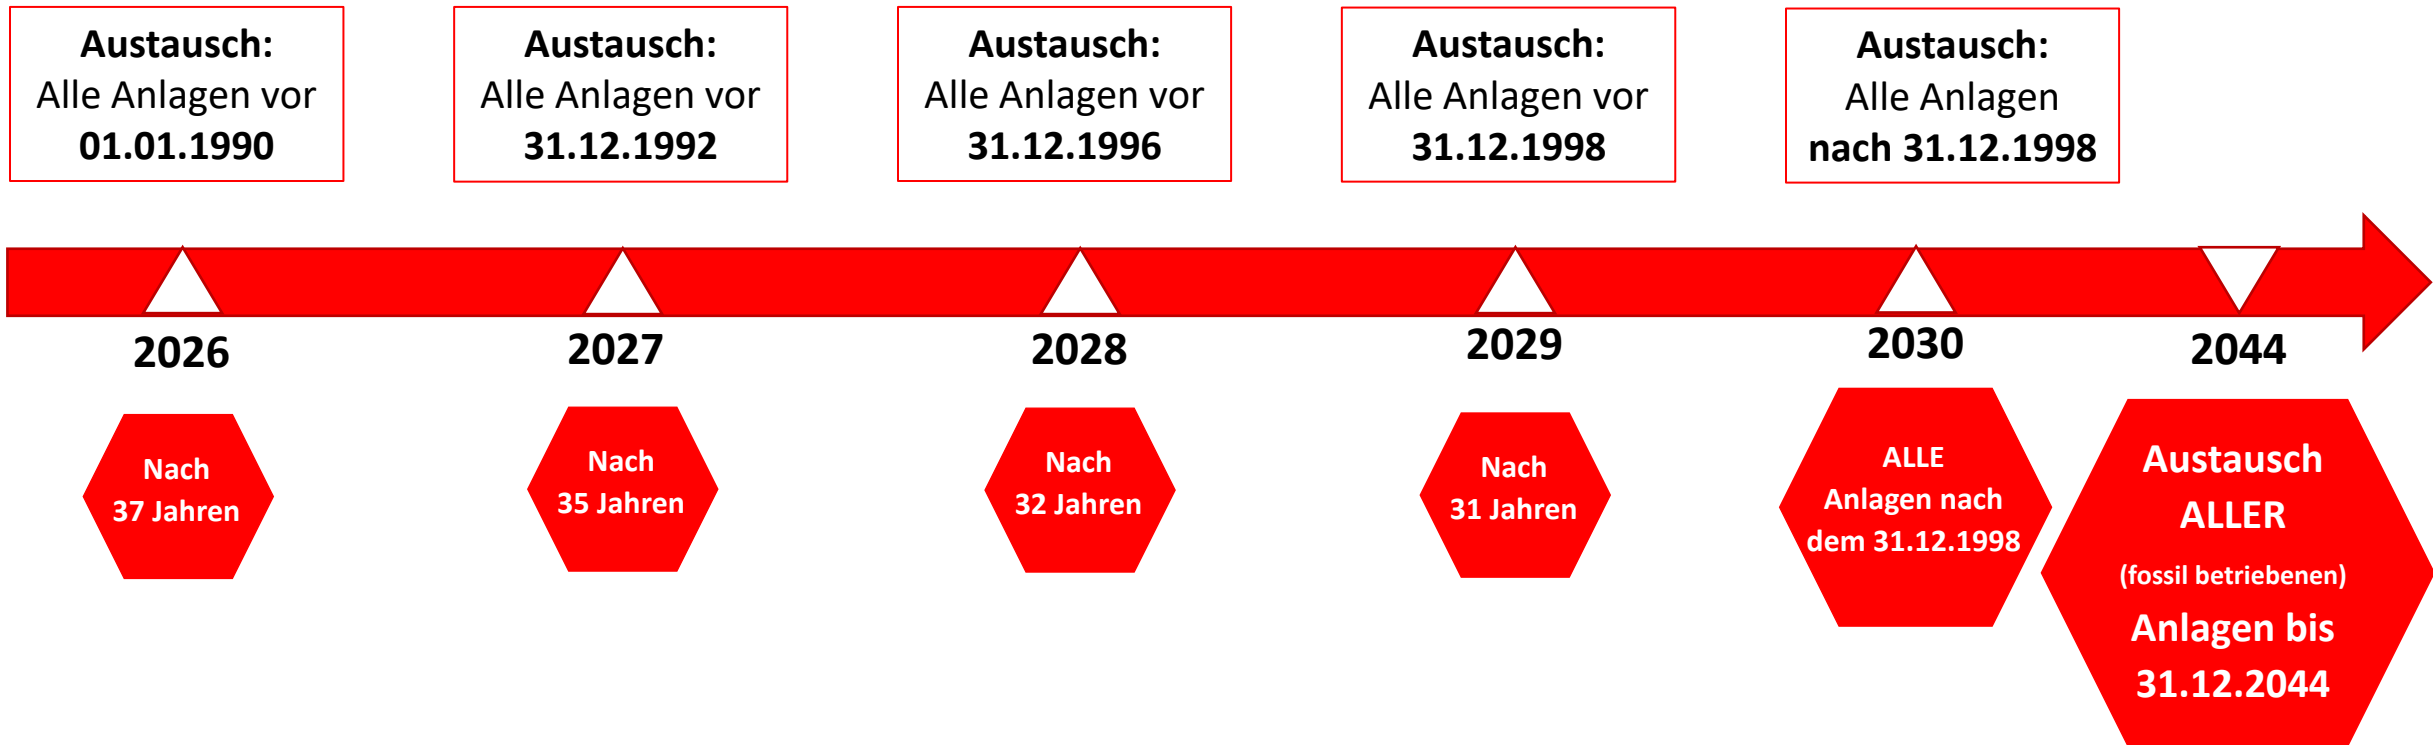 Austausch:
Alle Anlagen vor
01.01.1990
Austausch:
Alle Anlagen vor
31.12.1992
Austausch:
Alle Anlagen vor
31.12.1996
Austausch:
Alle Anlagen vor
31.12.1998
Austausch:
Alle Anlagen
nach 31.12.1998
2026
2027
2028
2029
2030
2044
Nach
37 Jahren
Nach
35 Jahren
Nach
32 Jahren
Nach
31 Jahren
ALLE
Anlagen nach
dem 31.12.1998
Austausch
ALLER
(fossil betriebenen)
Anlagen bis
31.12.2044